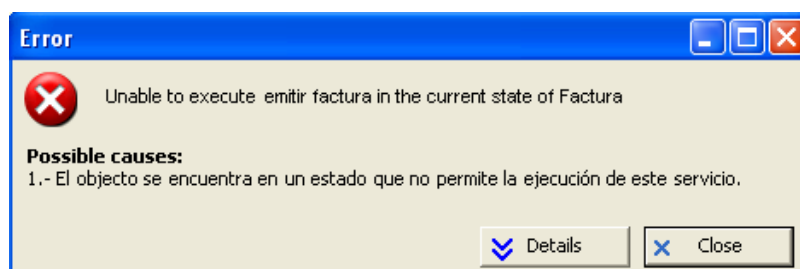 Error
Unable to execute emitir factura in the current state of Factura
Possible causes:
1.- El objecto se encuentra en un estado que no permite la ejecución de este servicio.
Details
Close